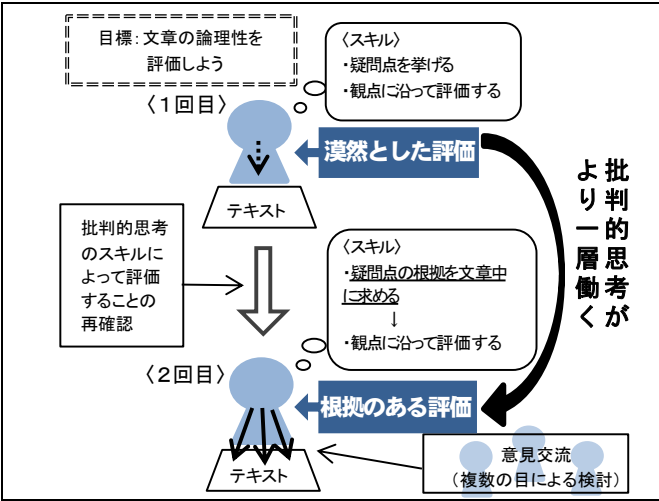 目標：文章の論理性を
評価しよう
〈スキル〉
・疑問点を挙げる
・観点に沿って評価する
〈１回目〉
漠然とした評価
テキスト
批判的思考が
より一層働く
批判的思考
のスキルに
よって評価
することの
再確認
〈スキル〉
・疑問点の根拠を文章中
に求める
↓
・観点に沿って評価する
〈２回目〉
根拠のある評価
テキスト
意見交流
（複数の目による検討）